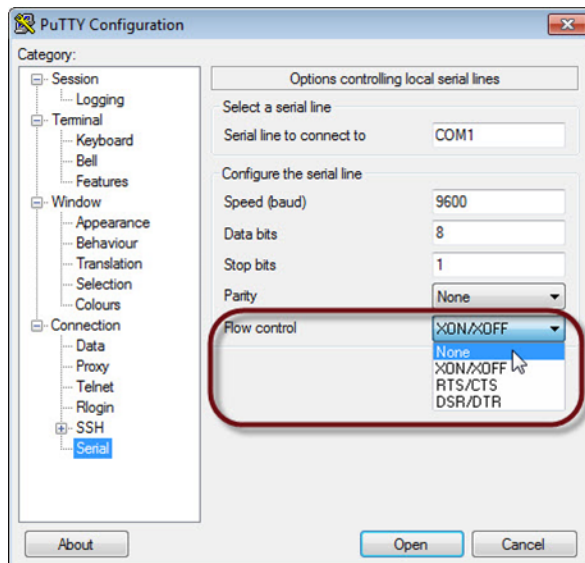 PuTTY Configuration
Category:
Session
Logging
Terminal
Keyboard
Bell
Features
Window
Appearance
Behaviour
Translation
Selection
Colours
Connection
Data
Proxy
Telnet
Rlogin
SSH
Serial
Options controlling local serial lines
Select a serial line
Serial line to connect to COM1
Configure the serial line
Speed (baud) 9600
Data bits 8
Stop bits 1
Parity None
Flow control XON/XOFF
None
XON/XOFF
RTS/CTS
DSR/DTR
About Open Cancel